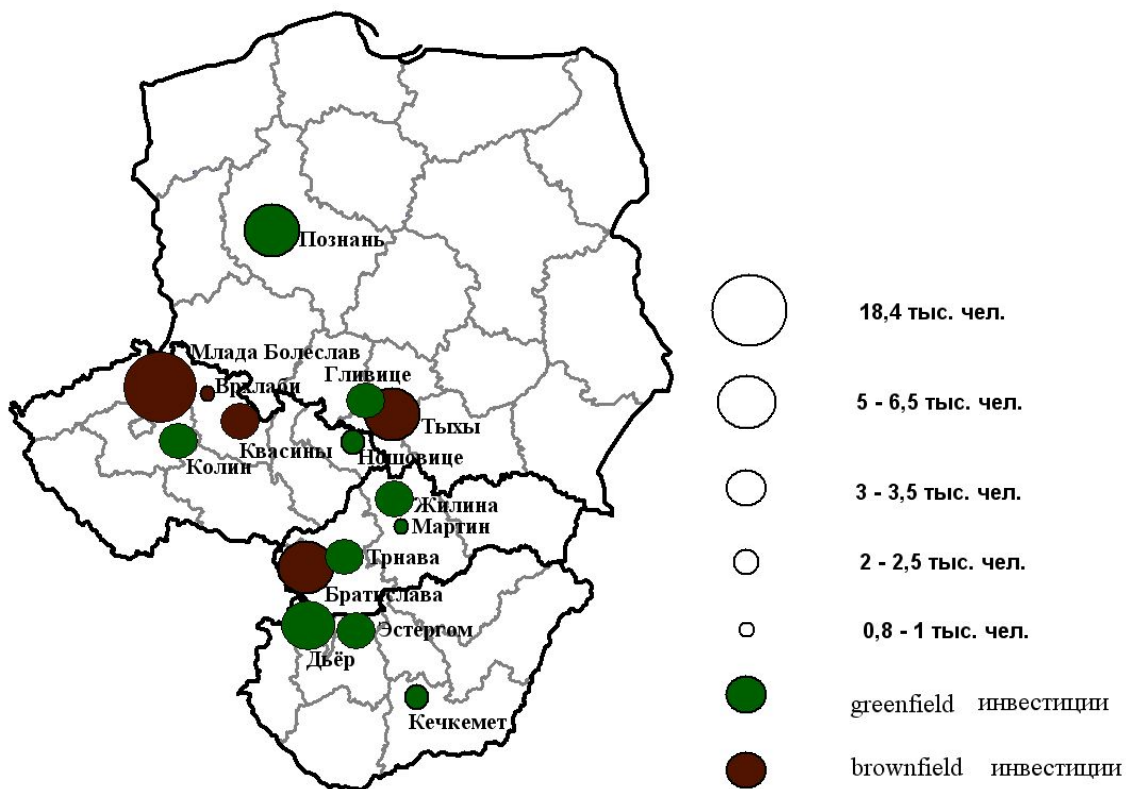 Познань
Млада Болеслав
Врхлаби
Гливице
Тыхы
Квасины
Ношовице
Колин
Жилина
Мартин
Трнава
Братислава
Эстергом
Дьёр
Кечкемет
18,4 тыс. чел.
5 - 6,5 тыс. чел.
3 - 3,5 тыс. чел.
2 - 2,5 тыс. чел.
0,8 - 1 тыс. чел.
greenfield инвестиции
brownfield инвестиции